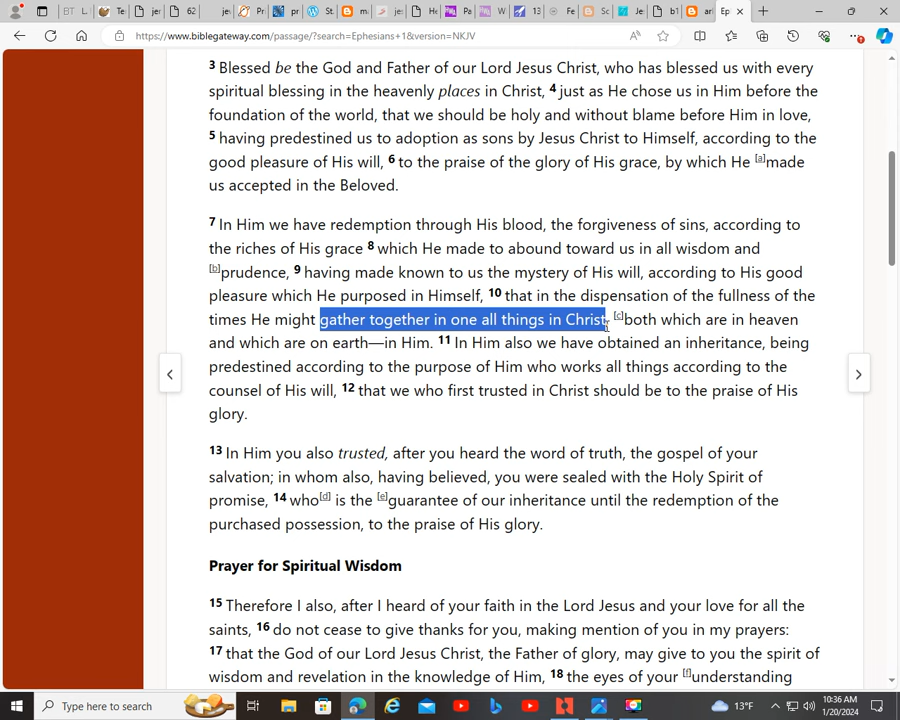 BT L
Te
jer
62
je
Pr
pr
St
m
je
He
Pa
W
13
Fe
Sc
Je
b1
ar
Ep
https://www.biblegateway.com/passage/?search=Ephesians+1&version=NKJV
3 Blessed be the God and Father of our Lord Jesus Christ, who has blessed us with every
spiritual blessing in the heavenly places in Christ, 4 just as He chose us in Him before the
foundation of the world, that we should be holy and without blame before Him in love,
5 having predestined us to adoption as sons by Jesus Christ to Himself, according to the
good pleasure of His will, 6 to the praise of the glory of His grace, by which He [a]made
us accepted in the Beloved.
7 In Him we have redemption through His blood, the forgiveness of sins, according to
the riches of His grace 8 which He made to abound toward us in all wisdom and
[b]prudence, 9 having made known to us the mystery of His will, according to His good
pleasure which He purposed in Himself, 10 that in the dispensation of the fullness of the
times He might gather together in one all things in Christ, [c]both which are in heaven
and which are on earth—in Him. 11 In Him also we have obtained an inheritance, being
predestined according to the purpose of Him who works all things according to the
counsel of His will, 12 that we who first trusted in Christ should be to the praise of His
glory.
13 In Him you also trusted, after you heard the word of truth, the gospel of your
salvation; in whom also, having believed, you were sealed with the Holy Spirit of
promise, 14 who[d] is the [e]guarantee of our inheritance until the redemption of the
purchased possession, to the praise of His glory.
Prayer for Spiritual Wisdom
15 Therefore I also, after I heard of your faith in the Lord Jesus and your love for all the
saints, 16 do not cease to give thanks for you, making mention of you in my prayers:
17 that the God of our Lord Jesus Christ, the Father of glory, may give to you the spirit of
wisdom and revelation in the knowledge of Him, 18 the eyes of your [f]understanding
Type here to search
13°F
10:36 AM
1/20/2024